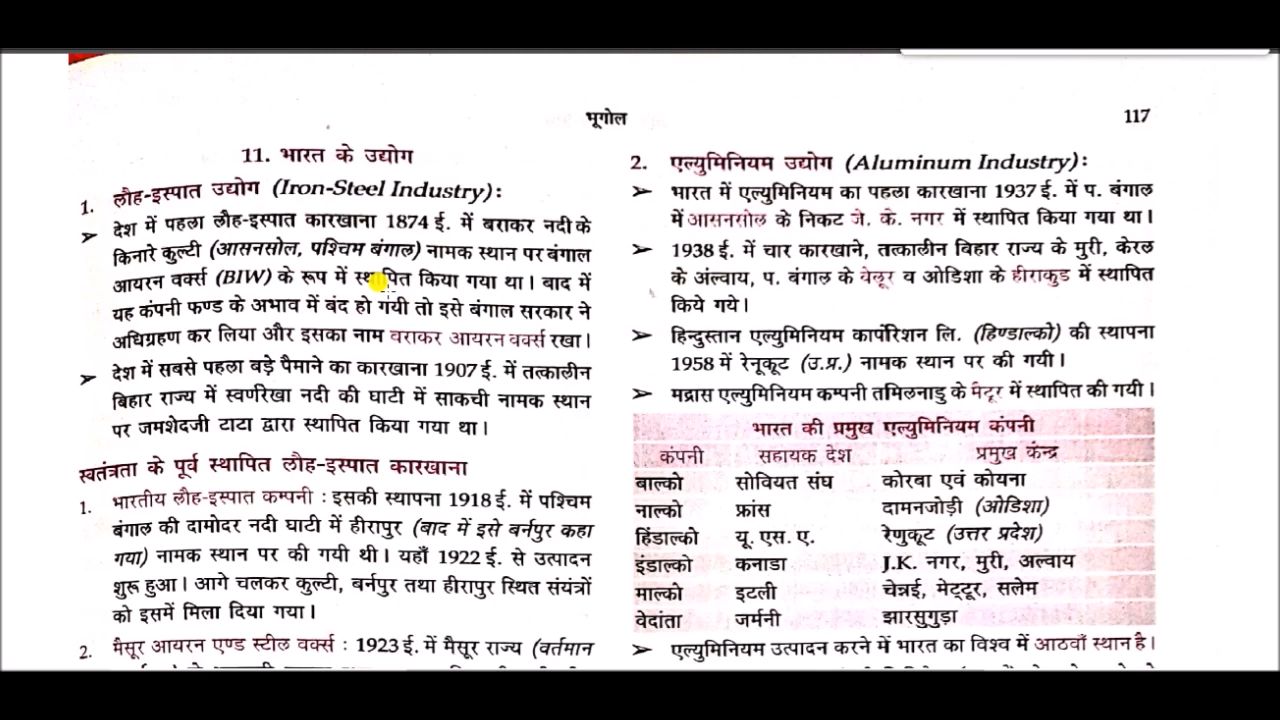 भूगोल
117
11. भारत के उद्योग
1. लौह-इस्पात उद्योग (Iron-Steel Industry) :
➢ देश में पहला लौह-इस्पात कारखाना 1874 ई. में बराकर नदी के
किनारे कुल्टी (आसनसोल, पश्चिम बंगाल) नामक स्थान पर बंगाल
आयरन वर्क्स (BIW) के रूप में स्थापित किया गया था। बाद में
यह कंपनी फण्ड के अभाव में बंद हो गयी तो इसे बंगाल सरकार ने
अधिग्रहण कर लिया और इसका नाम बराकर आयरन वर्क्स रखा।
➢ देश में सबसे पहला बड़े पैमाने का कारखाना 1907 ई. में तत्कालीन
बिहार राज्य में स्वर्णरेखा नदी की घाटी में साकची नामक स्थान
पर जमशेदजी टाटा द्वारा स्थापित किया गया था।
स्वतंत्रता के पूर्व स्थापित लौह-इस्पात कारखाना
1. भारतीय लौह-इस्पात कम्पनी : इसकी स्थापना 1918 ई. में पश्चिम
बंगाल की दामोदर नदी घाटी में हीरापुर (बाद में इसे बर्नपुर कहा
गया) नामक स्थान पर की गयी थी। यहाँ 1922 ई. से उत्पादन
शुरू हुआ। आगे चलकर कुल्टी, बर्नपुर तथा हीरापुर स्थित संयंत्रों
को इसमें मिला दिया गया।
2. मैसूर आयरन एण्ड स्टील वर्क्स : 1923 ई. में मैसूर राज्य (वर्तमान
2. एल्युमिनियम उद्योग (Aluminum Industry) :
➢ भारत में एल्युमिनियम का पहला कारखाना 1937 ई. में प. बंगाल
में आसनसोल के निकट जे. के. नगर में स्थापित किया गया था।
➢ 1938 ई. में चार कारखाने, तत्कालीन बिहार राज्य के मुरी, केरल
के अंल्वाय, प. बंगाल के वेलूर व ओडिशा के हीराकुड में स्थापित
किये गये।
➢ हिन्दुस्तान एल्युमिनियम कार्पोरेशन लि. (हिण्डाल्को) की स्थापना
1958 में रेनूकूट (उ.प्र.) नामक स्थान पर की गयी।
➢ मद्रास एल्युमिनियम कम्पनी तमिलनाडु के मैटूर में स्थापित की गयी।
भारत की प्रमुख एल्युमिनियम कंपनी
कंपनी सहायक देश प्रमुख केन्द्र
बाल्को सोवियत संघ कोरबा एवं कोयना
नाल्को फ्रांस दामनजोड़ी (ओडिशा)
हिंडाल्को यू. एस. ए. रेणुकूट (उत्तर प्रदेश)
इंडाल्को कनाडा J.K. नगर, मुरी, अल्वाय
माल्को इटली चेन्नई, मेट्टूर, सलेम
वेदांता जर्मनी झारसुगुड़ा
➢ एल्युमिनियम उत्पादन करने में भारत का विश्व में आठवाँ स्थान है।